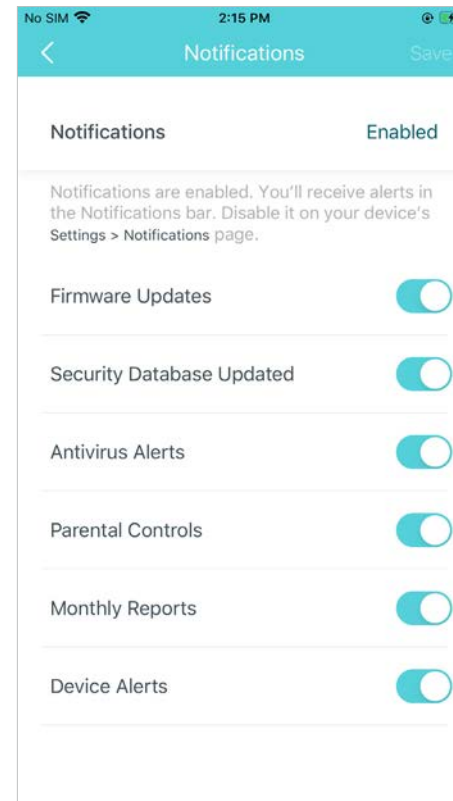 No SIM 2:15 PM
Notifications Save
Notifications Enabled
Notifications are enabled. You'll receive alerts in
the Notifications bar. Disable it on your device's
Settings > Notifications page.
Firmware Updates
Security Database Updated
Antivirus Alerts
Parental Controls
Monthly Reports
Device Alerts